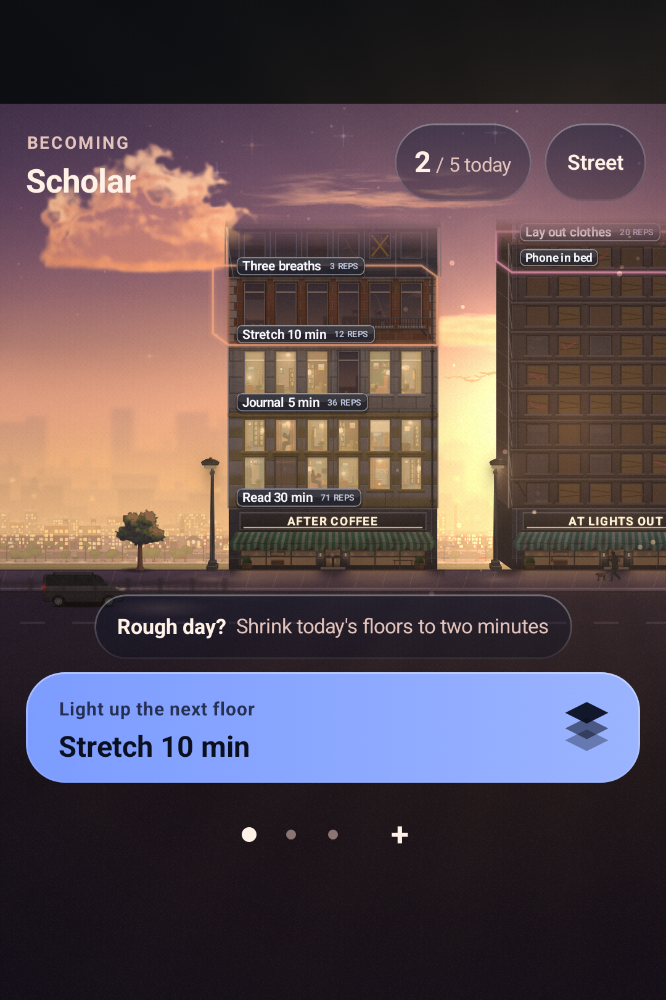 BECOMING
Scholar
2 / 5 today
Street
Lay out clothes 20 REPS
Phone in bed
Three breaths 3 REPS
Stretch 10 min 12 REPS
Journal 5 min 36 REPS
Read 30 min 71 REPS
AFTER COFFEE
AT LIGHTS OUT
Rough day? Shrink today's floors to two minutes
Light up the next floor
Stretch 10 min
+